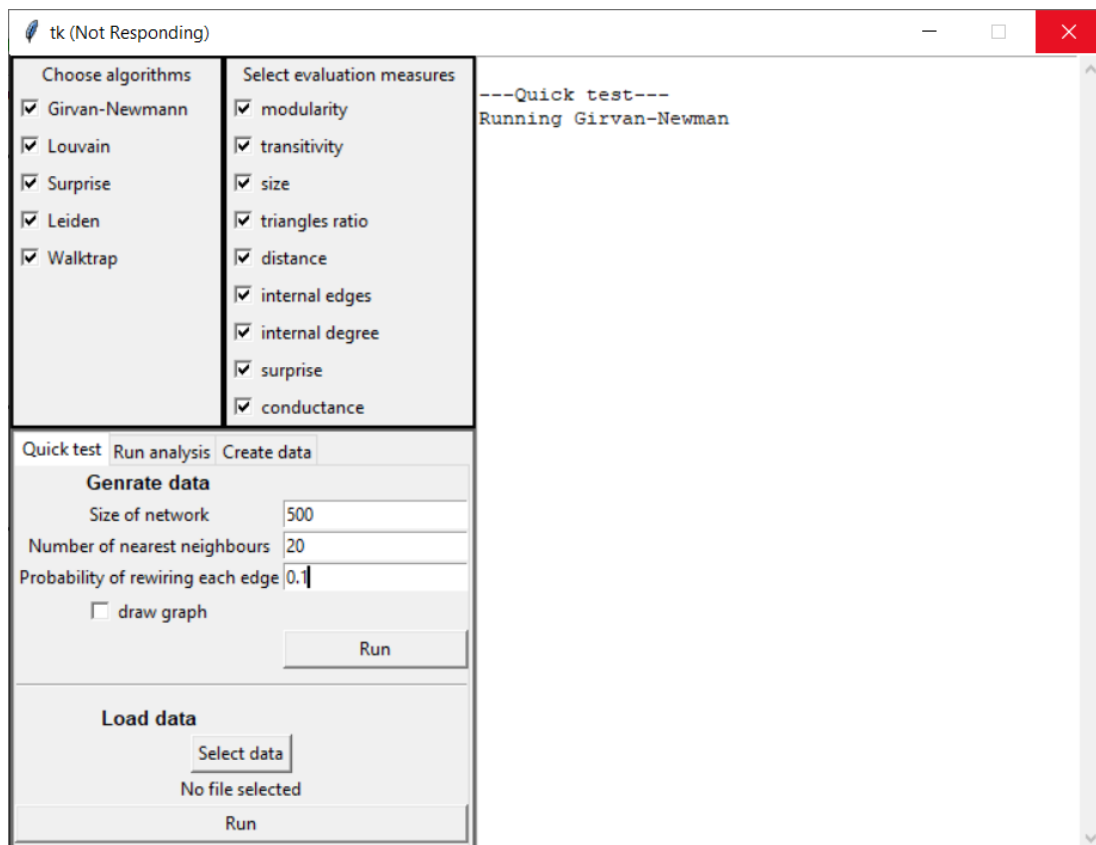 tk (Not Responding)
Choose algorithms
Girvan-Newmann
Louvain
Surprise
Leiden
Walktrap
Select evaluation measures
modularity
transitivity
size
triangles ratio
distance
internal edges
internal degree
surprise
conductance
---Quick test---
Running Girvan-Newman
Quick test Run analysis Create data
Genrate data
Size of network 500
Number of nearest neighbours 20
Probability of rewiring each edge 0.1
draw graph
Run
Load data
Select data
No file selected
Run